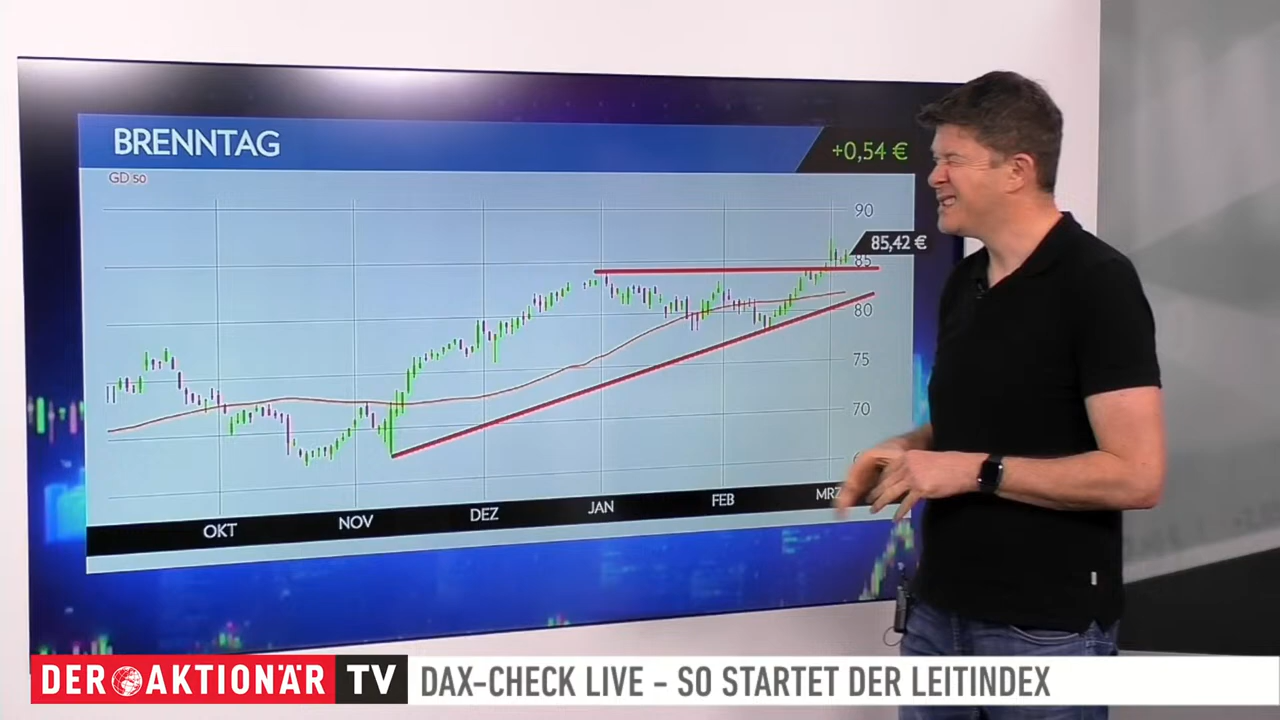 BRENNTAG
+0,54 €
GD 50
90
85,42 €
85
80
75
70
OKT
NOV
DEZ
JAN
FEB
MRZ
DER AKTIONÄR TV
DAX-CHECK LIVE - SO STARTET DER LEITINDEX